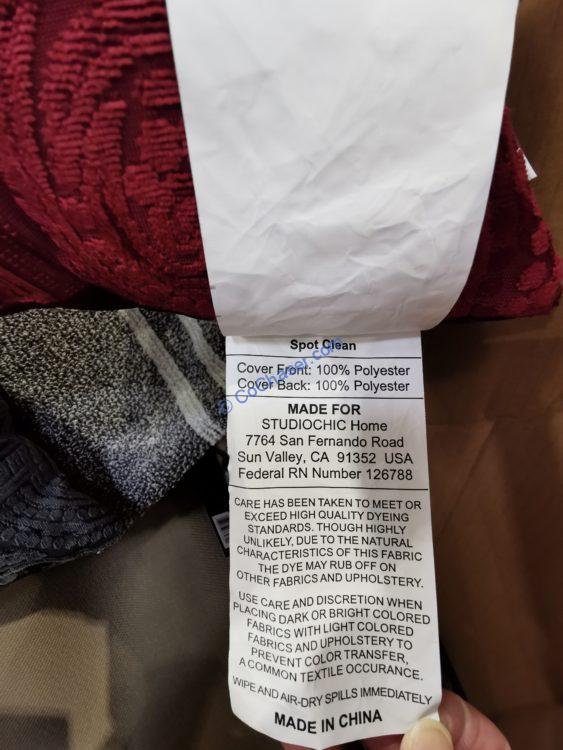 Spot Clean
Cover Front: 100% Polyester
Cover Back: 100% Polyester
© CoChaser.com
MADE FOR
STUDIOCHIC Home
7764 San Fernando Road
Sun Valley, CA 91352 USA
Federal RN Number 126788
CARE HAS BEEN TAKEN TO MEET OR
EXCEED HIGH QUALITY DYEING
STANDARDS. THOUGH HIGHLY
UNLIKELY, DUE TO THE NATURAL
CHARACTERISTICS OF THIS FABRIC
THE DYE MAY RUB OFF ON
OTHER FABRICS AND UPHOLSTERY.
USE CARE AND DISCRETION WHEN
PLACING DARK OR BRIGHT COLORED
FABRICS WITH LIGHT COLORED
FABRICS AND UPHOLSTERY TO
PREVENT COLOR TRANSFER,
A COMMON TEXTILE OCCURANCE.
WIPE AND AIR-DRY SPILLS IMMEDIATELY
MADE IN CHINA